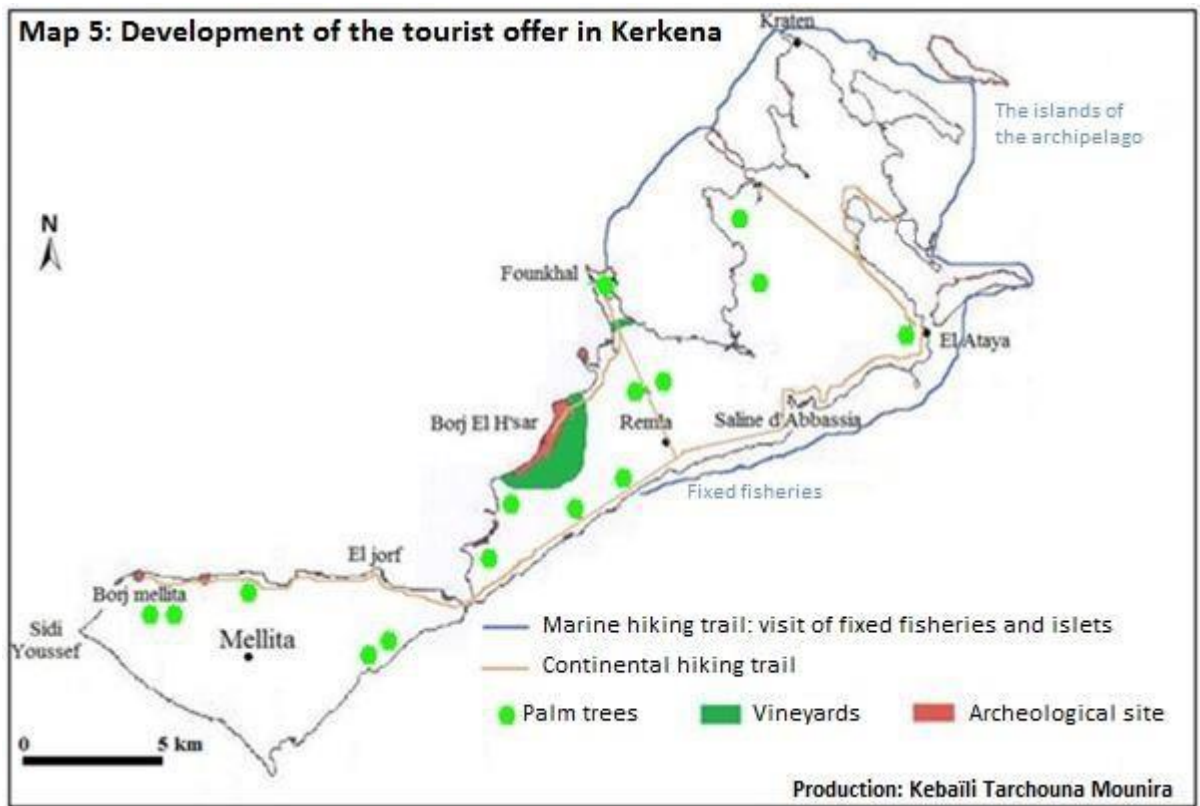 Map 5: Development of the tourist offer in Kerkena
Kraten
The islands of
the archipelago
N
Founkhal
El Ataya
Borj El H'sar
Remla
Saline d'Abbassia
Fixed fisheries
El jorf
Borj mellita
Sidi
Youssef
Mellita
Marine hiking trail: visit of fixed fisheries and islets
Continental hiking trail
Palm trees
Vineyards
Archeological site
0
5 km
Production: Kebaïli Tarchouna Mounira